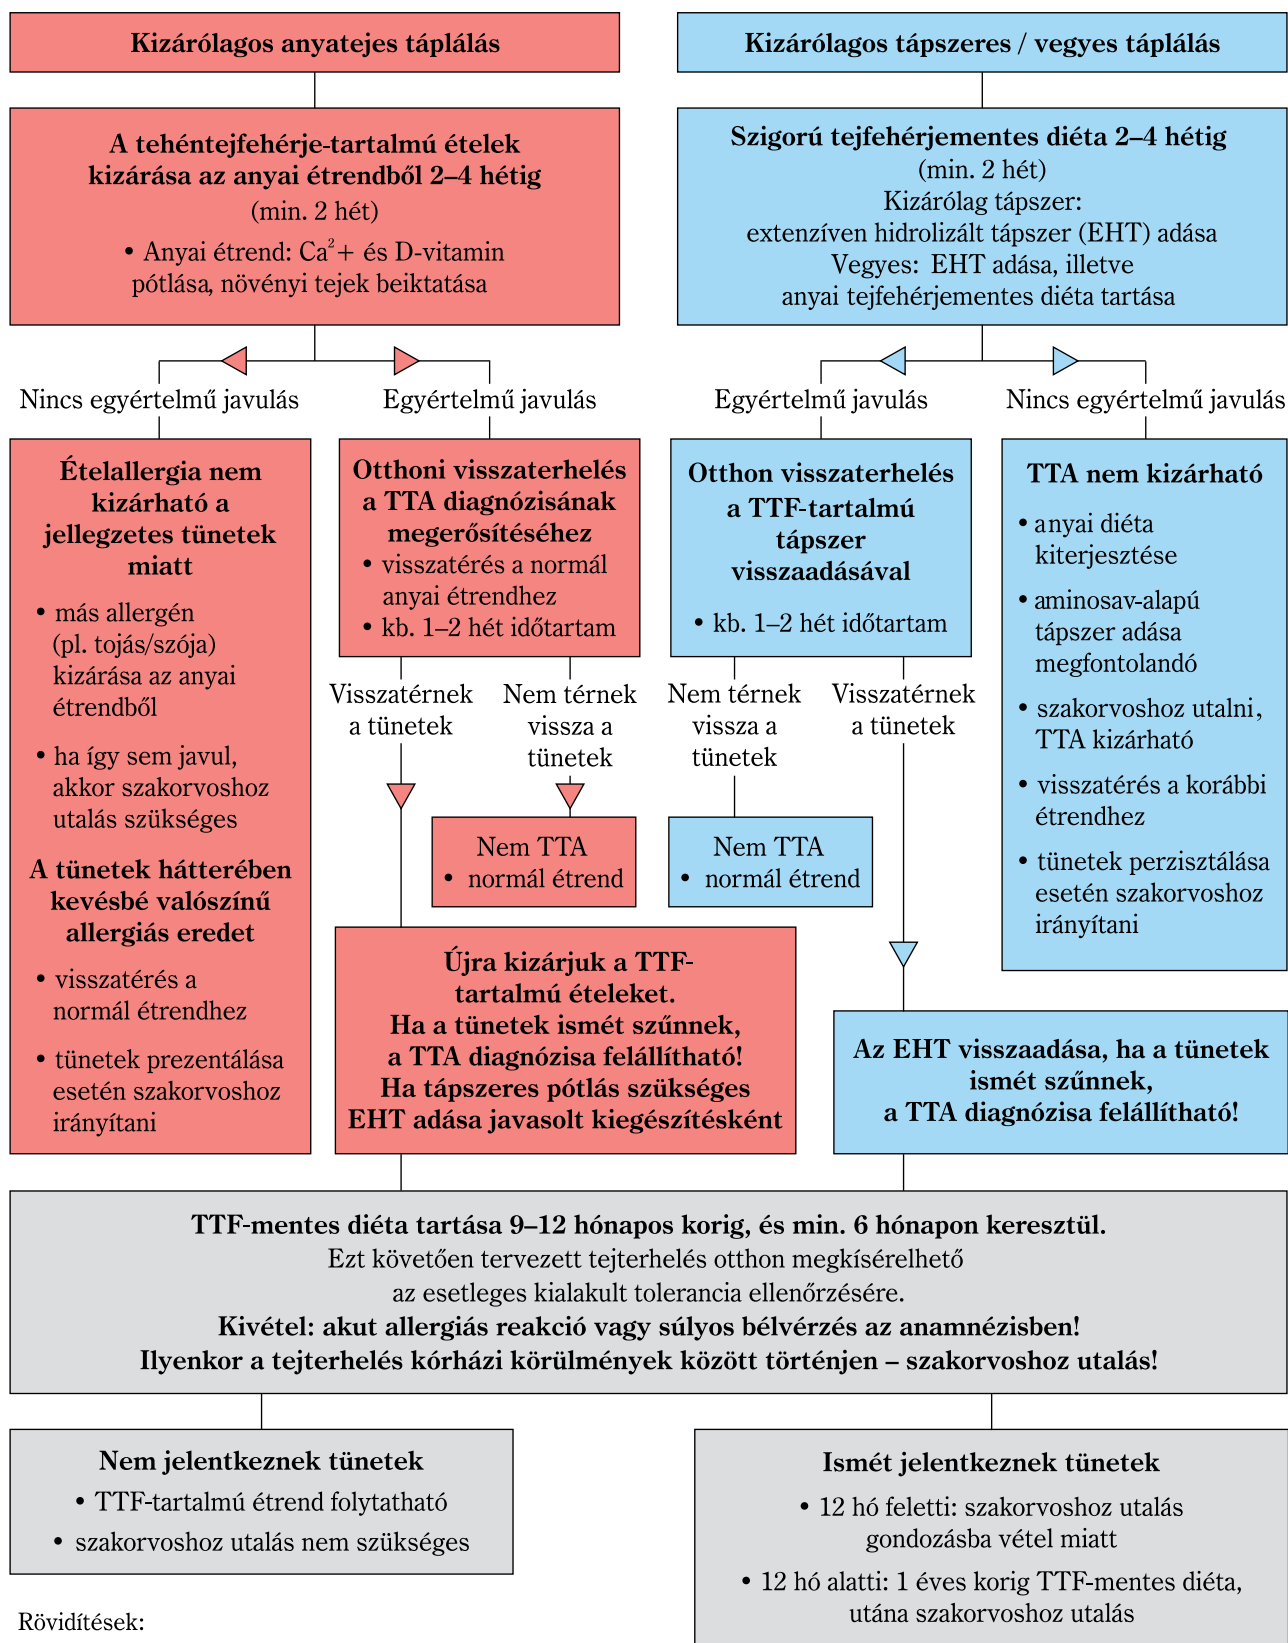 Kizárólagos anyatejes táplálás
Kizárólagos tápszeres / vegyes táplálás
A tehéntejfehérje-tartalmú ételek
kizárása az anyai étrendből 2–4 hétig
(min. 2 hét)
• Anyai étrend: Ca²+ és D-vitamin
pótlása, növényi tejek beiktatása
Szigorú tejfehérjementes diéta 2–4 hétig
(min. 2 hét)
Kizárólag tápszer:
extenzíven hidrolizált tápszer (EHT) adása
Vegyes: EHT adása, illetve
anyai tejfehérjementes diéta tartása
Nincs egyértelmű javulás
Egyértelmű javulás
Egyértelmű javulás
Nincs egyértelmű javulás
Ételallergia nem
kizárható a
jellegzetes tünetek
miatt
• más allergén
(pl. tojás/szója)
kizárása az anyai
étrendből
• ha így sem javul,
akkor szakorvoshoz
utalás szükséges
A tünetek hátterében
kevésbé valószínű
allergiás eredet
• visszatérés a
normál étrendhez
• tünetek prezentálása
esetén szakorvoshoz
irányítani
Otthoni visszaterhelés
a TTA diagnózisának
megerősítéséhez
• visszatérés a normál
anyai étrendhez
• kb. 1–2 hét időtartam
Otthon visszaterhelés
a TTF-tartalmú
tápszer
visszaadásával
• kb. 1–2 hét időtartam
TTA nem kizárható
• anyai diéta
kiterjesztése
• aminosav-alapú
tápszer adása
megfontolandó
• szakorvoshoz utalni,
TTA kizárható
• visszatérés a korábbi
étrendhez
• tünetek perzisztálása
esetén szakorvoshoz
irányítani
Visszatérnek
a tünetek
Nem térnek
vissza a
tünetek
Nem térnek
vissza a
tünetek
Visszatérnek
a tünetek
Nem TTA
• normál étrend
Nem TTA
• normál étrend
Újra kizárjuk a TTF-
tartalmú ételeket.
Ha a tünetek ismét szűnnek,
a TTA diagnózisa felállítható!
Ha tápszeres pótlás szükséges
EHT adása javasolt kiegészítésként
Az EHT visszaadása, ha a tünetek
ismét szűnnek,
a TTA diagnózisa felállítható!
TTF-mentes diéta tartása 9–12 hónapos korig, és min. 6 hónapon keresztül.
Ezt követően tervezett tejterhelés otthon megkísérelhető
az esetleges kialakult tolerancia ellenőrzésére.
Kivétel: akut allergiás reakció vagy súlyos bélvérzés az anamnézisben!
Ilyenkor a tejterhelés kórházi körülmények között történjen – szakorvoshoz utalás!
Nem jelentkeznek tünetek
• TTF-tartalmú étrend folytatható
• szakorvoshoz utalás nem szükséges
Ismét jelentkeznek tünetek
• 12 hó feletti: szakorvoshoz utalás
gondozásba vétel miatt
• 12 hó alatti: 1 éves korig TTF-mentes diéta,
utána szakorvoshoz utalás
Rövidítések: